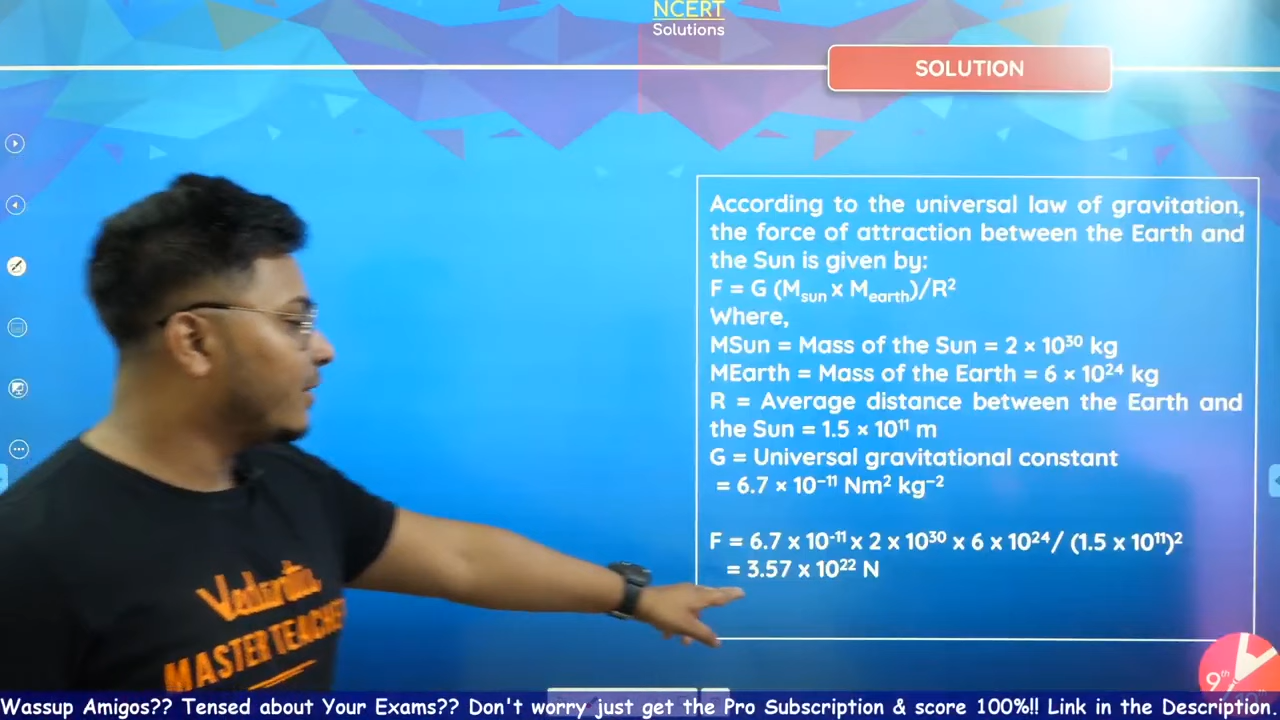 NCERT
Solutions
SOLUTION
According to the universal law of gravitation,
the force of attraction between the Earth and
the Sun is given by:
F = G (Mₛᵤₙ x Mₑₐᵣₜₕ)/R²
Where,
MSun = Mass of the Sun = 2 × 10³⁰ kg
MEarth = Mass of the Earth = 6 × 10²⁴ kg
R = Average distance between the Earth and
the Sun = 1.5 × 10¹¹ m
G = Universal gravitational constant
= 6.7 × 10⁻¹¹ Nm² kg⁻²
F = 6.7 x 10⁻¹¹ x 2 × 10³⁰ × 6 × 10²⁴/ (1.5 x 10¹¹)²
= 3.57 x 10²² N
Vedantu
MASTER TEACHER
9ᵗʰ
Wassup Amigos?? Tensed about Your Exams?? Don't worry just get the Pro Subscription & score 100%!! Link in the Description.